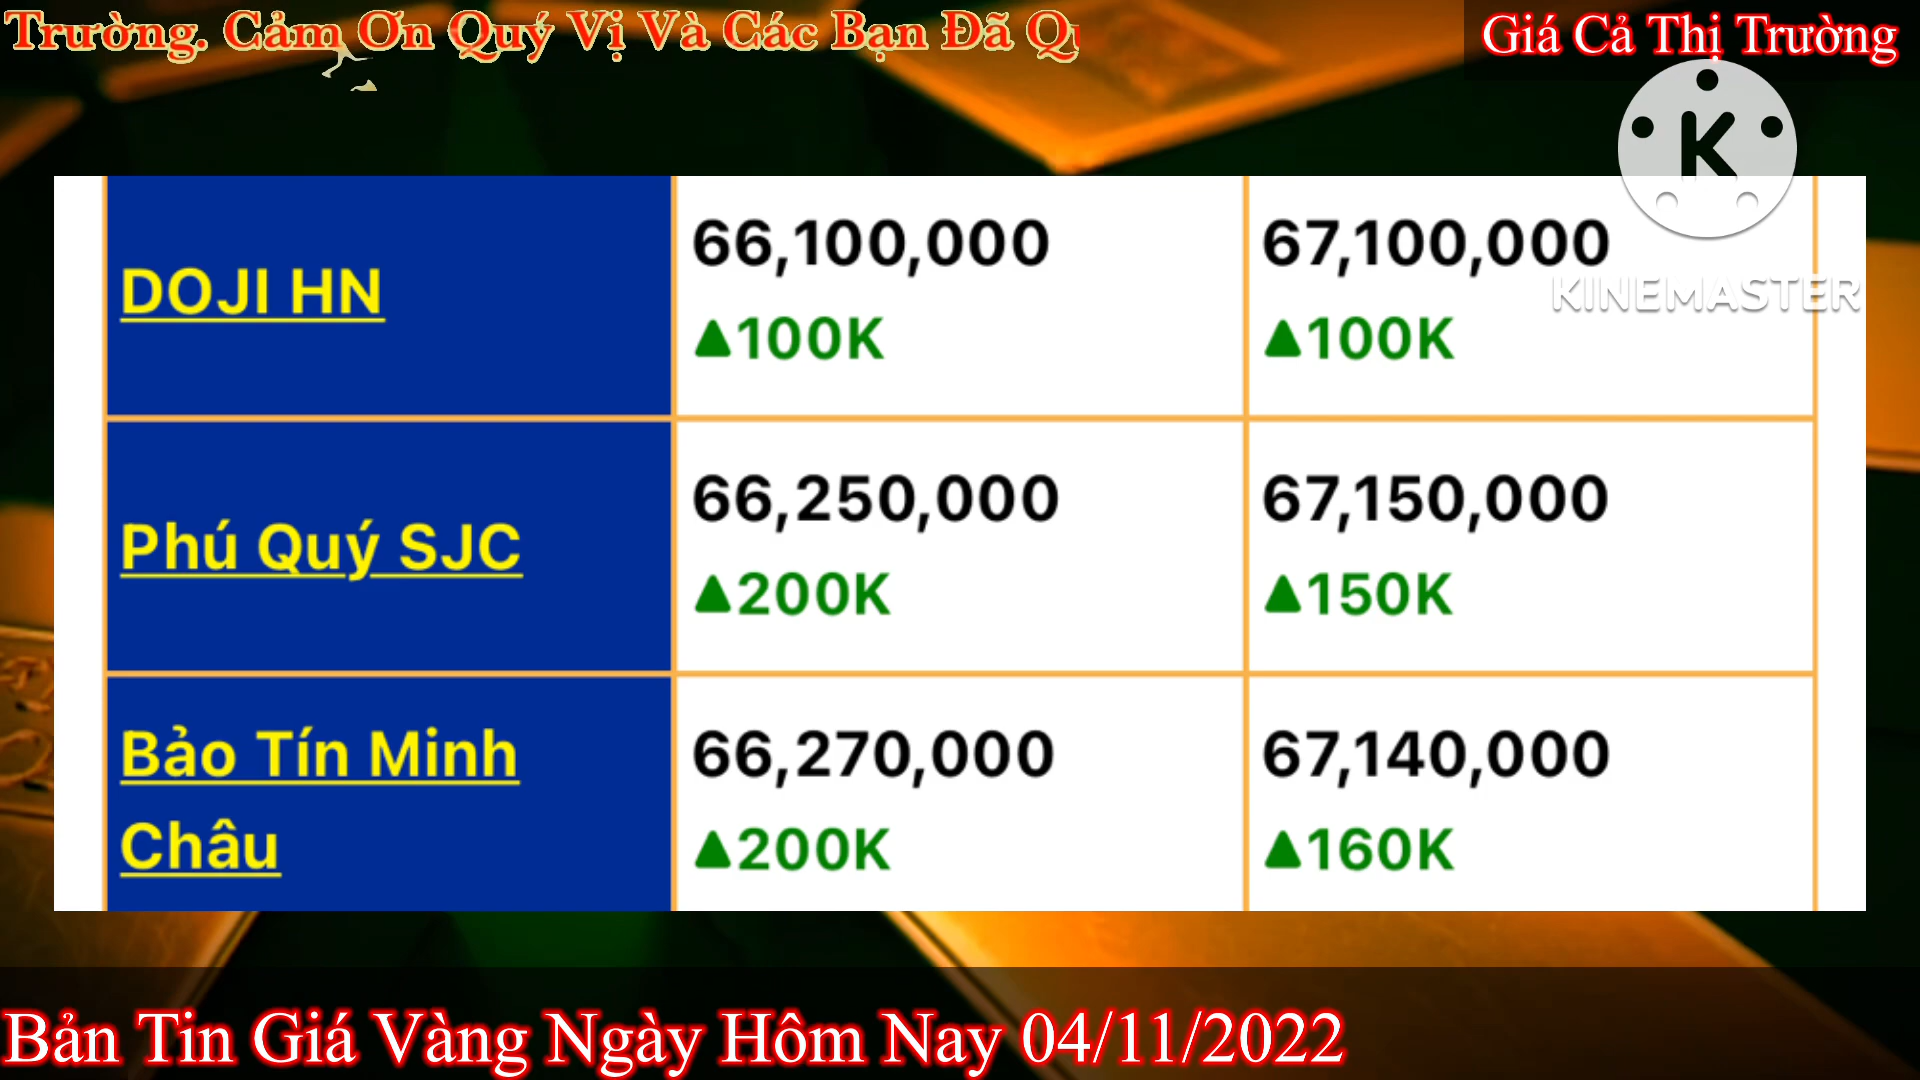 Trường. Cảm Ơn Quý Vị Và Các Bạn Đã
Giá Cả Thị Trường
K
KINEMASTER
DOJI HN
66,100,000
67,100,000
▲100K
▲100K
Phú Quý SJC
66,250,000
67,150,000
▲200K
▲150K
Bảo Tín Minh
Châu
66,270,000
67,140,000
▲200K
▲160K
Bản Tin Giá Vàng Ngày Hôm Nay 04/11/2022